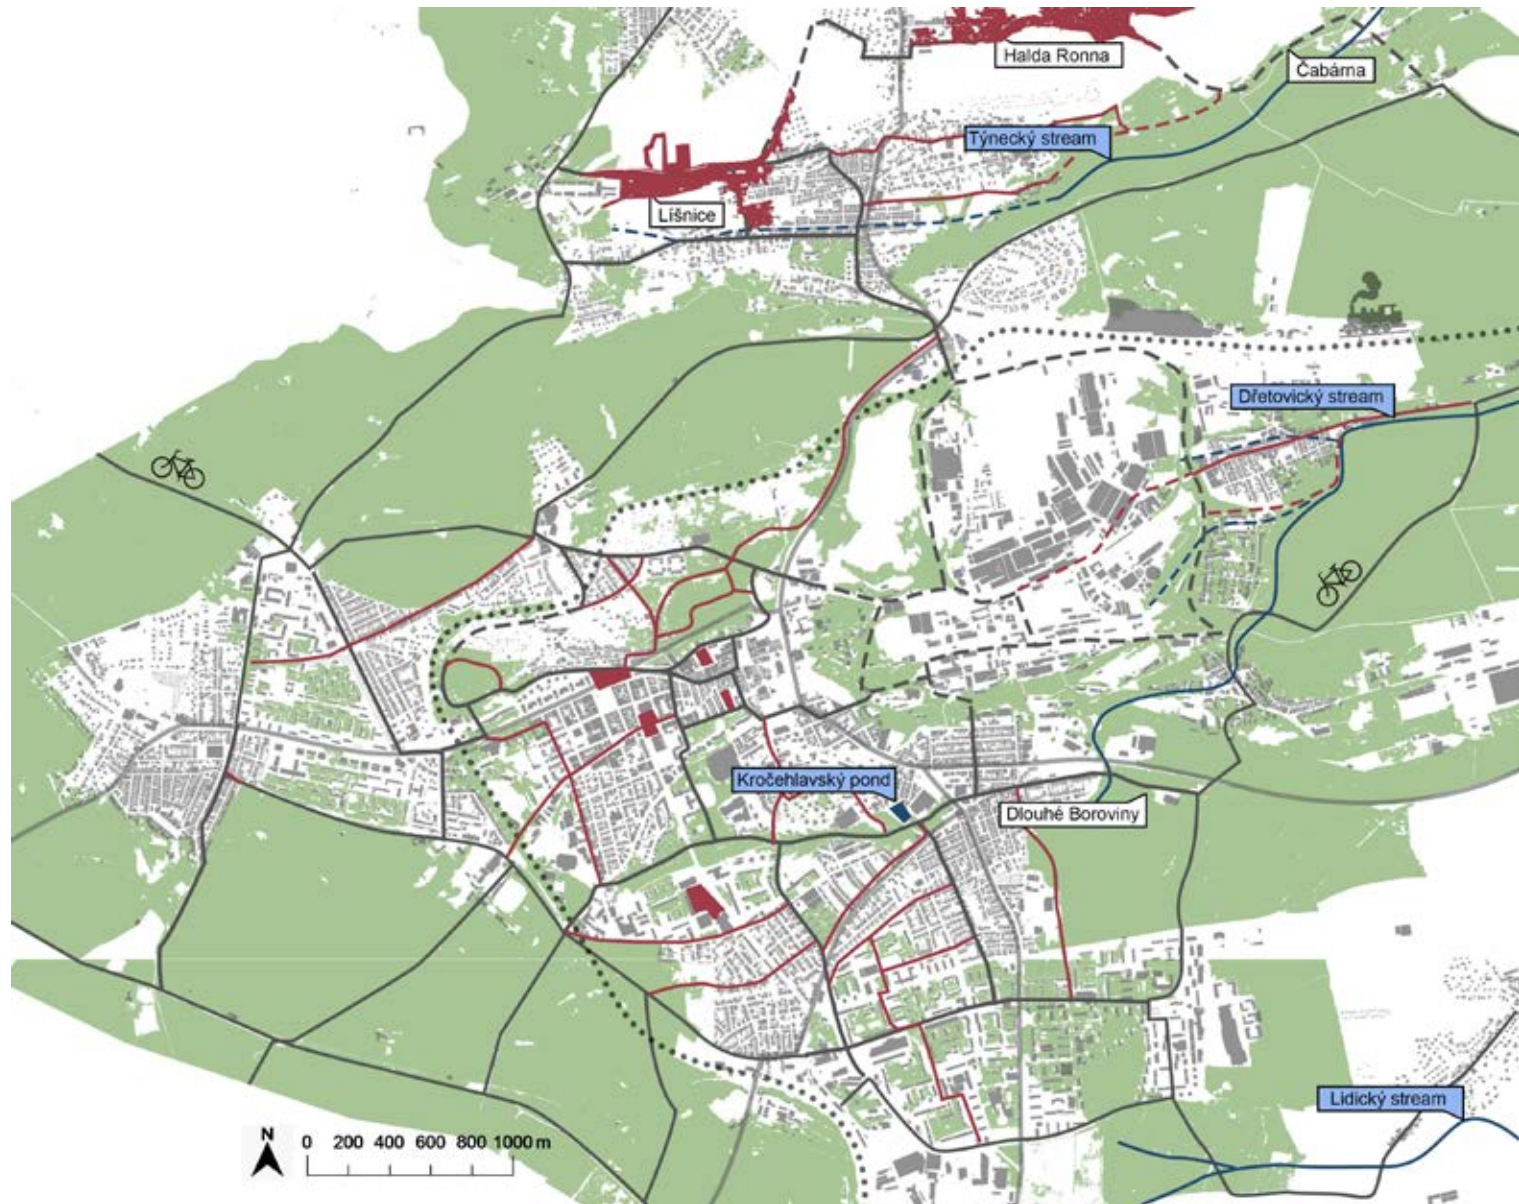 Halda Ronna
Čabárna
Týnecký stream
Líšnice
Dřetovický stream
Kročehlavský pond
Dlouhé Boroviny
Lidický stream
N
0 200 400 600 800 1000 m